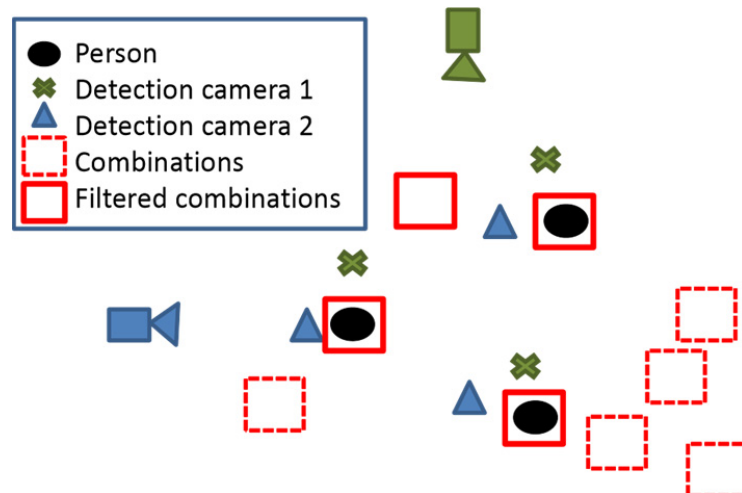 Person
Detection camera 1
Detection camera 2
Combinations
Filtered combinations